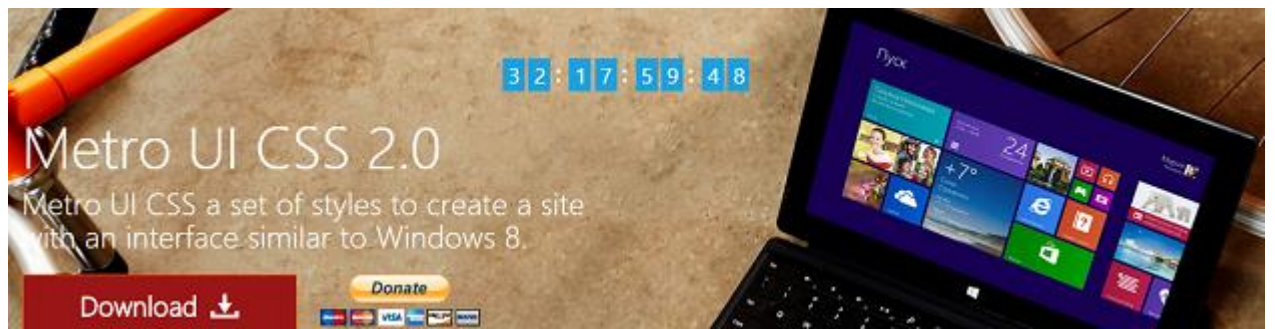 32:17:59:48
Metro UI CSS 2.0
Metro UI CSS a set of styles to create a site
with an interface similar to Windows 8.
Download
Donate
VISA
Пуск
24
+7°